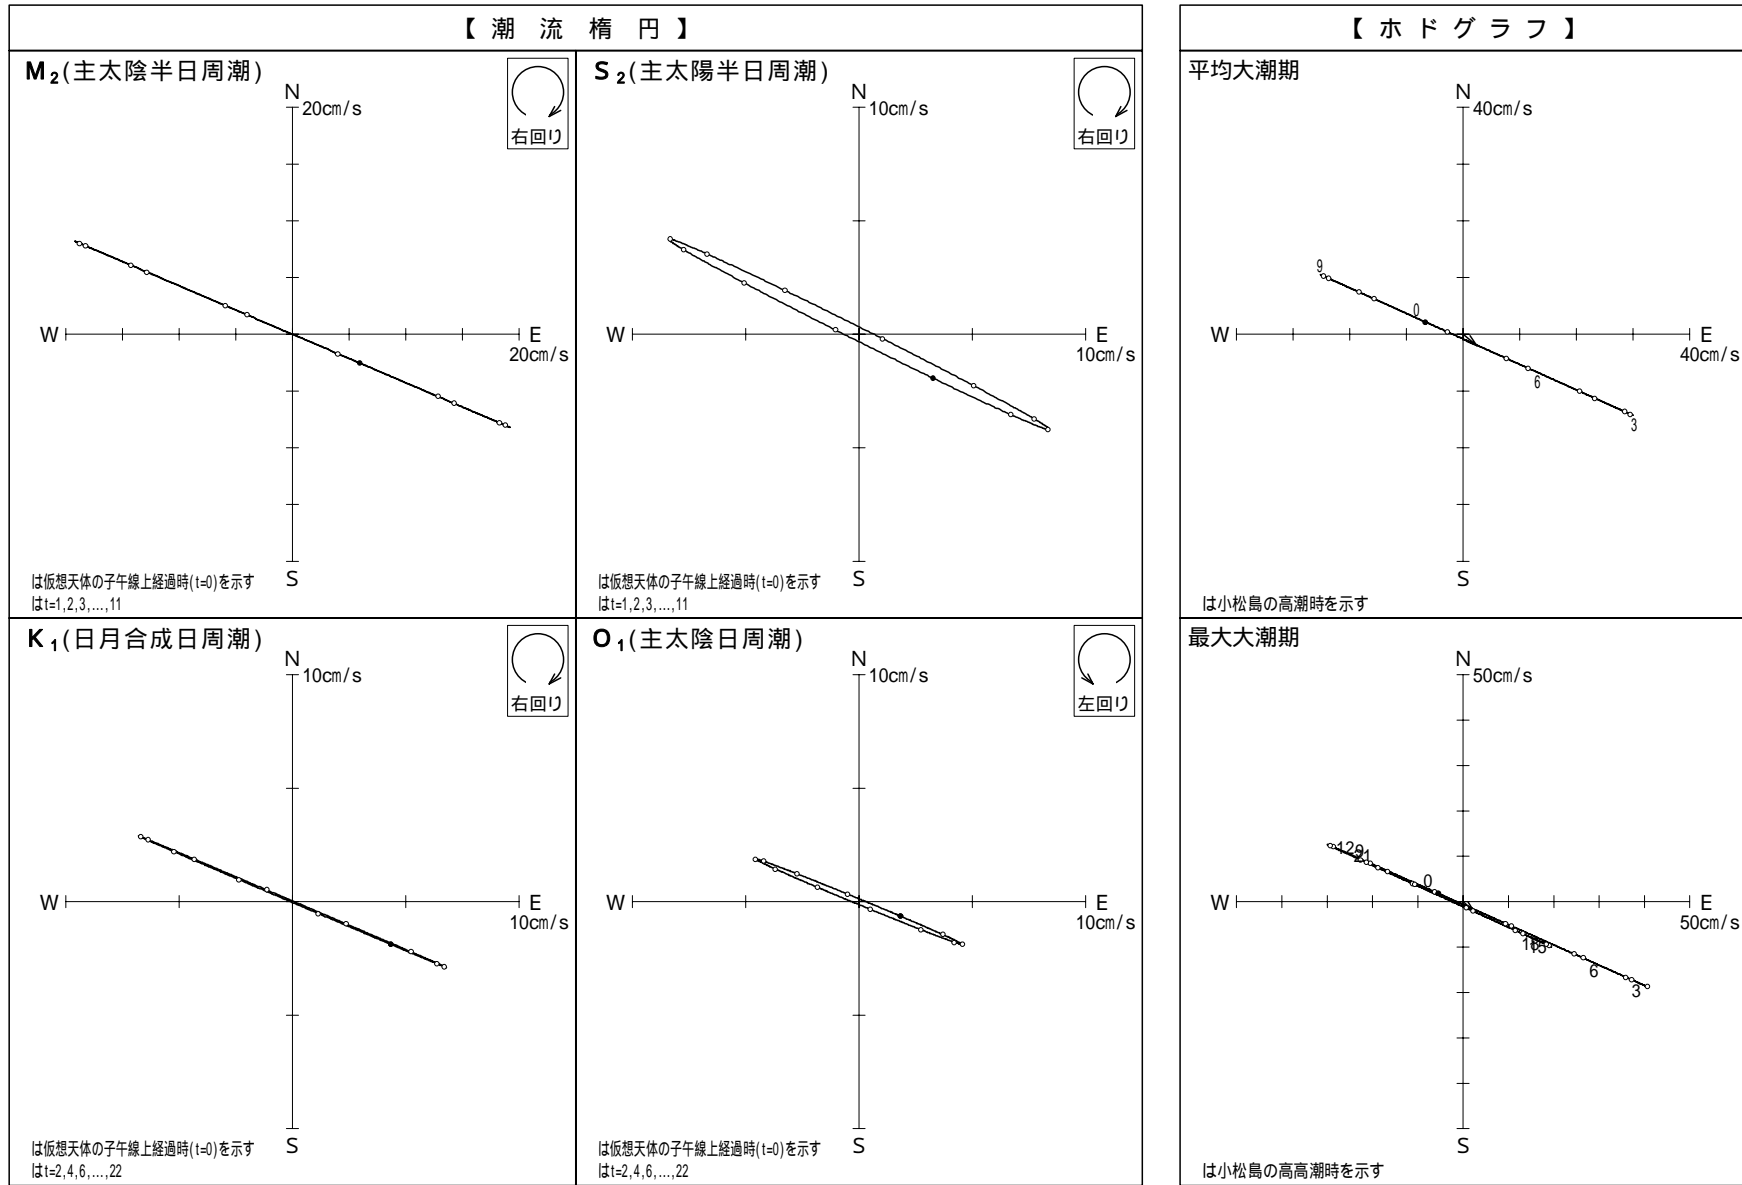 【 潮 流 楕 円 】
M₂(主太陰半日周潮)
右回り
N
20cm/s
W
E
20cm/s
S
は仮想天体の子午線上経過時(t=0)を示す
はt=1,2,3,...,11
S₂(主太陽半日周潮)
右回り
N
10cm/s
W
E
10cm/s
S
は仮想天体の子午線上経過時(t=0)を示す
はt=1,2,3,...,11
K₁(日月合成日周潮)
右回り
N
10cm/s
W
E
10cm/s
S
は仮想天体の子午線上経過時(t=0)を示す
はt=2,4,6,...,22
O₁(主太陰日周潮)
左回り
N
10cm/s
W
E
10cm/s
S
は仮想天体の子午線上経過時(t=0)を示す
はt=2,4,6,...,22
【 ホ ド グ ラ フ 】
平均大潮期
N
40cm/s
9
0
W
E
40cm/s
6
3
S
は小松島の高潮時を示す
最大大潮期
N
50cm/s
12
9
21
0
W
E
50cm/s
18
15
6
3
S
は小松島の高高潮時を示す